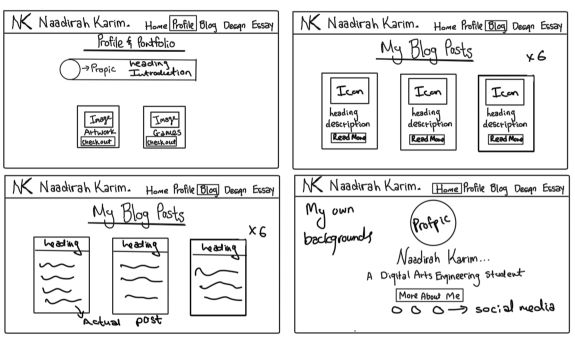 NK Naadirah Karim. Home Profile Blog Design Essay
Profile & Portfolio
→ Propic heading
Introduction
Image Image
Artwork Games
Checkout Checkout
NK Naadirah Karim. Home Profile Blog Design Essay
My Blog Posts
x6
Icon Icon Icon
heading heading heading
description description description
Read More Read More Read More
NK Naadirah Karim. Home Profile Blog Design Essay
My Blog Posts
x6
heading heading heading
Actual post
NK Naadirah Karim. Home Profile Blog Design Essay
My own
backgrounds
Profpic
Naadirah Karim...
A Digital Arts Engineering Student
More About Me
→ social media